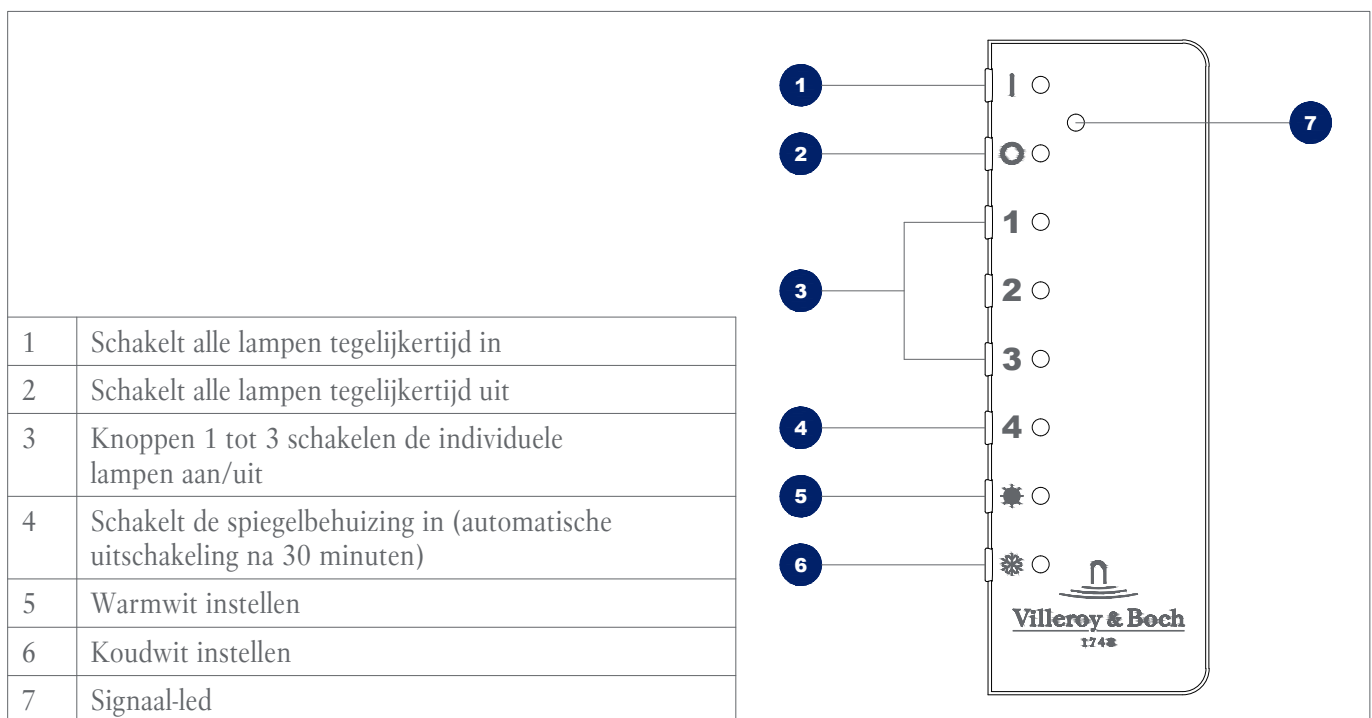 1 Schakelt alle lampen tegelijkertijd in
2 Schakelt alle lampen tegelijkertijd uit
3 Knoppen 1 tot 3 schakelen de individuele
lampen aan/uit
4 Schakelt de spiegelbehuizing in (automatische
uitschakeling na 30 minuten)
5 Warmwit instellen
6 Koudwit instellen
7 Signaal-led
1
7
2
1
3 2
3
4 4
5
6
Villeroy & Boch
1748